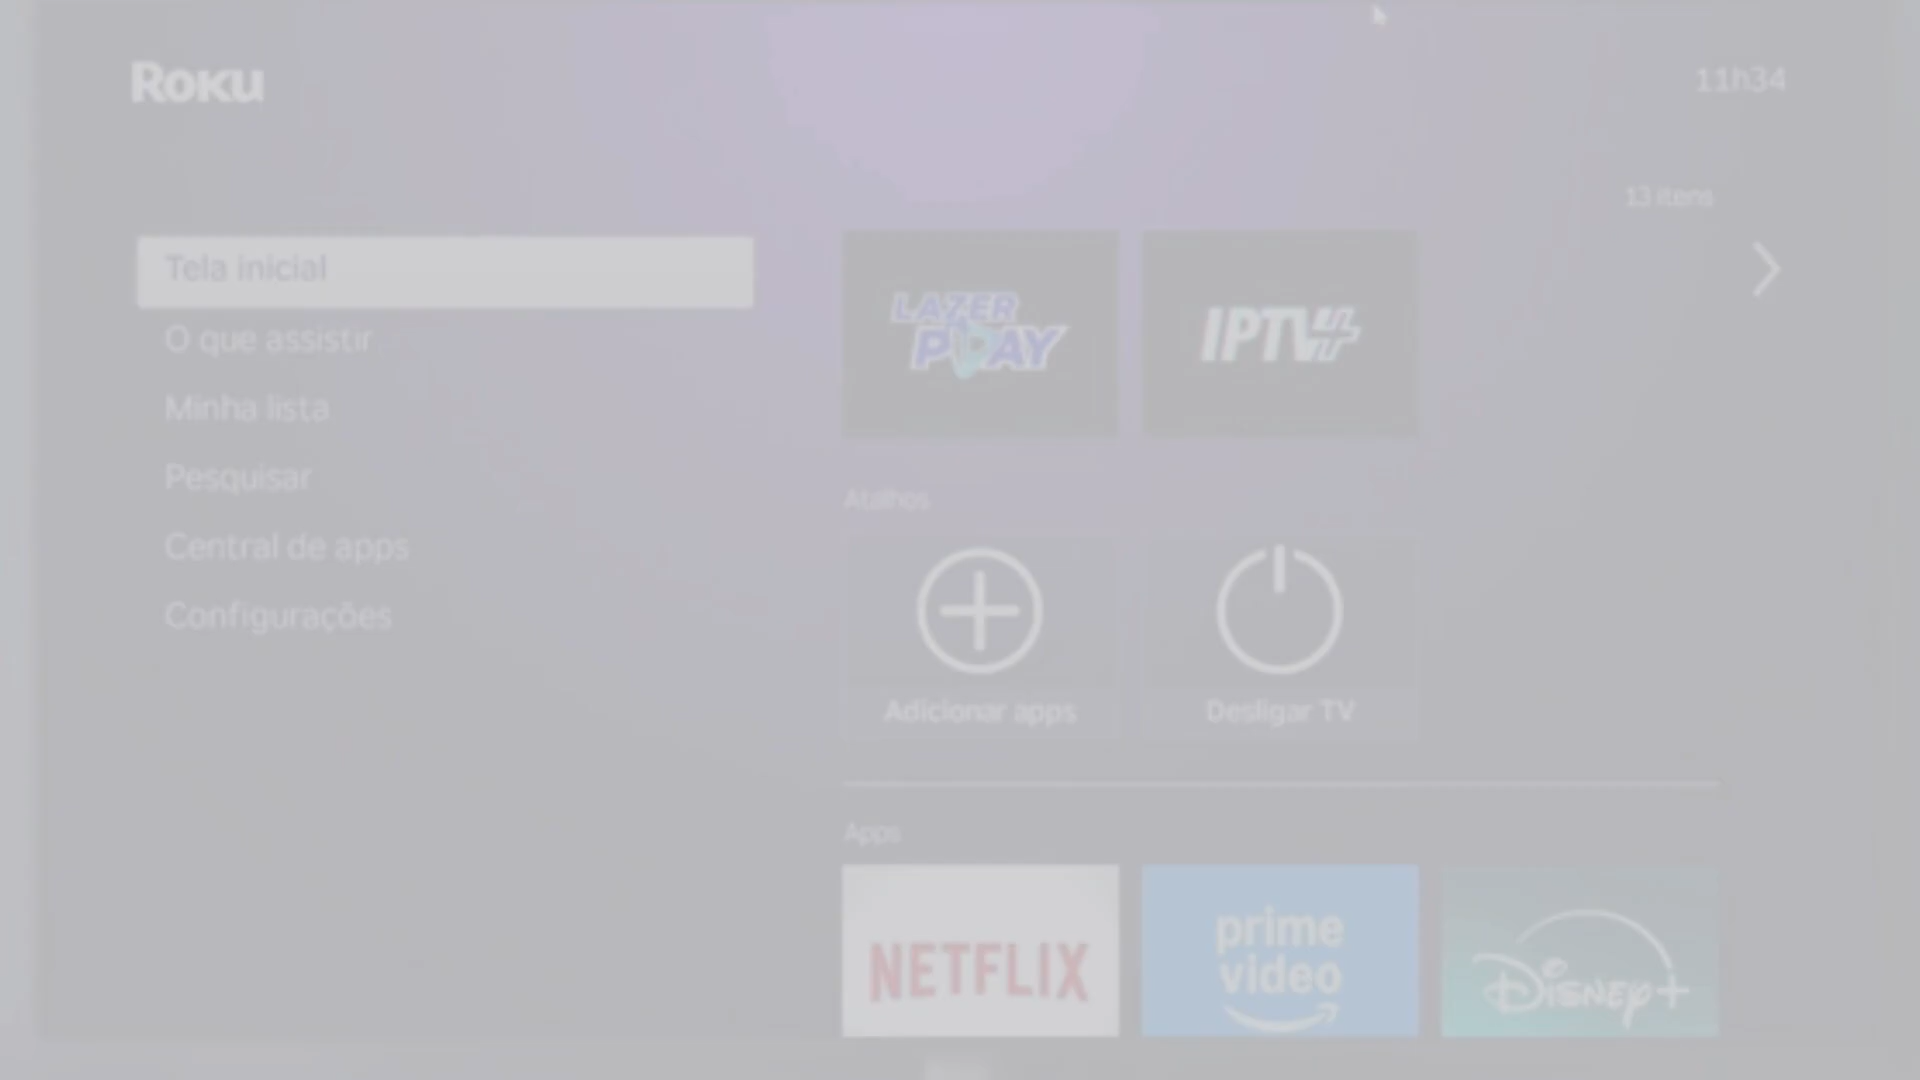 Roku
11h34
13 itens
Tela inicial
O que assistir
Minha lista
Pesquisar
Central de apps
Configurações
LAZER
PLAY
IPTV
Atalhos
Adicionar apps
Desligar TV
Apps
NETFLIX
prime
video
Disney+